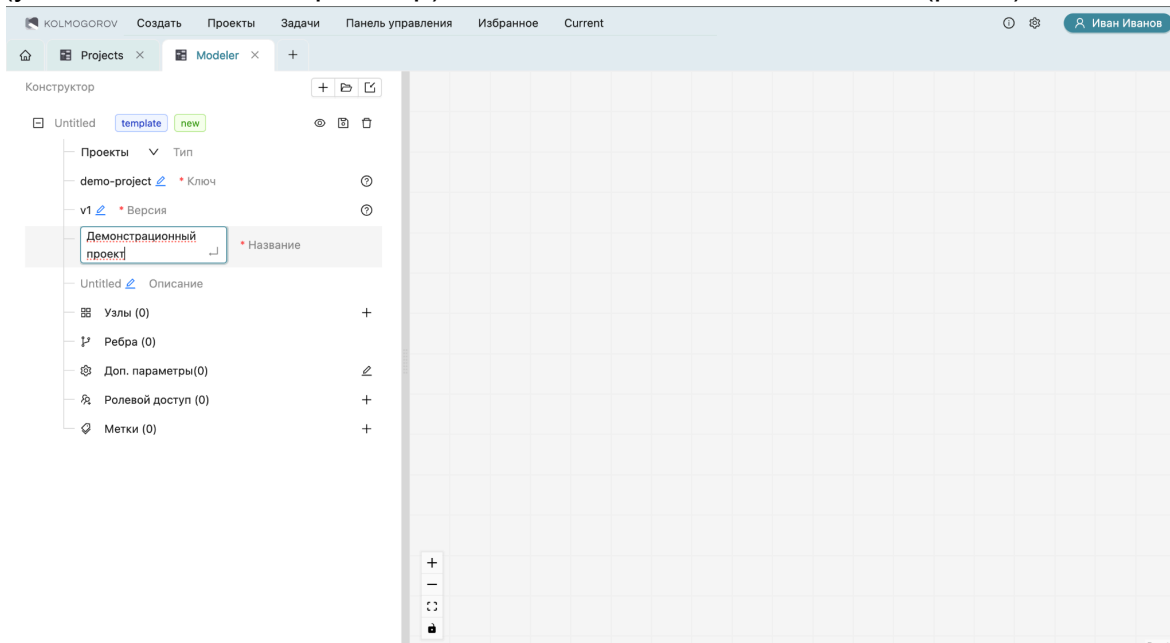 KOLMOGOROV Создать Проекты Задачи Панель управления Избранное Current Иван Иванов
Projects Modeler
Конструктор
Untitled template new
Проекты Тип
demo-project * Ключ
v1 * Версия
Демонстрационный
проект * Название
Untitled Описание
Узлы (0)
Ребра (0)
Доп. параметры(0)
Ролевой доступ (0)
Метки (0)